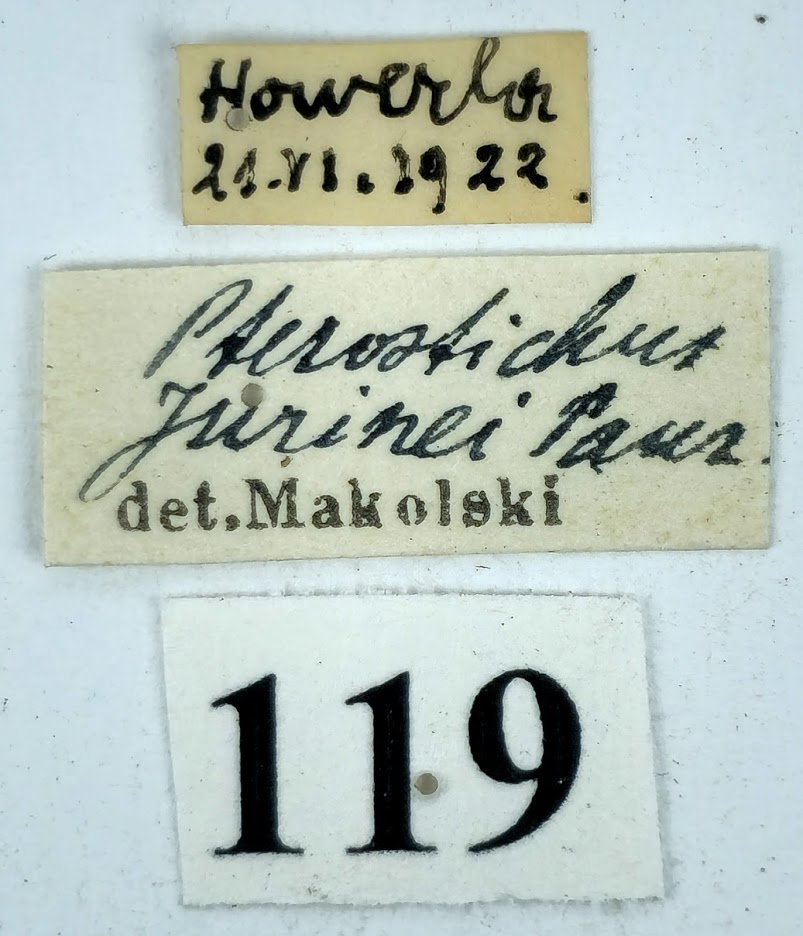 Howerla
21.VI.1922.
Pterostichus
Jurinei Panz.
det. Makolski
119